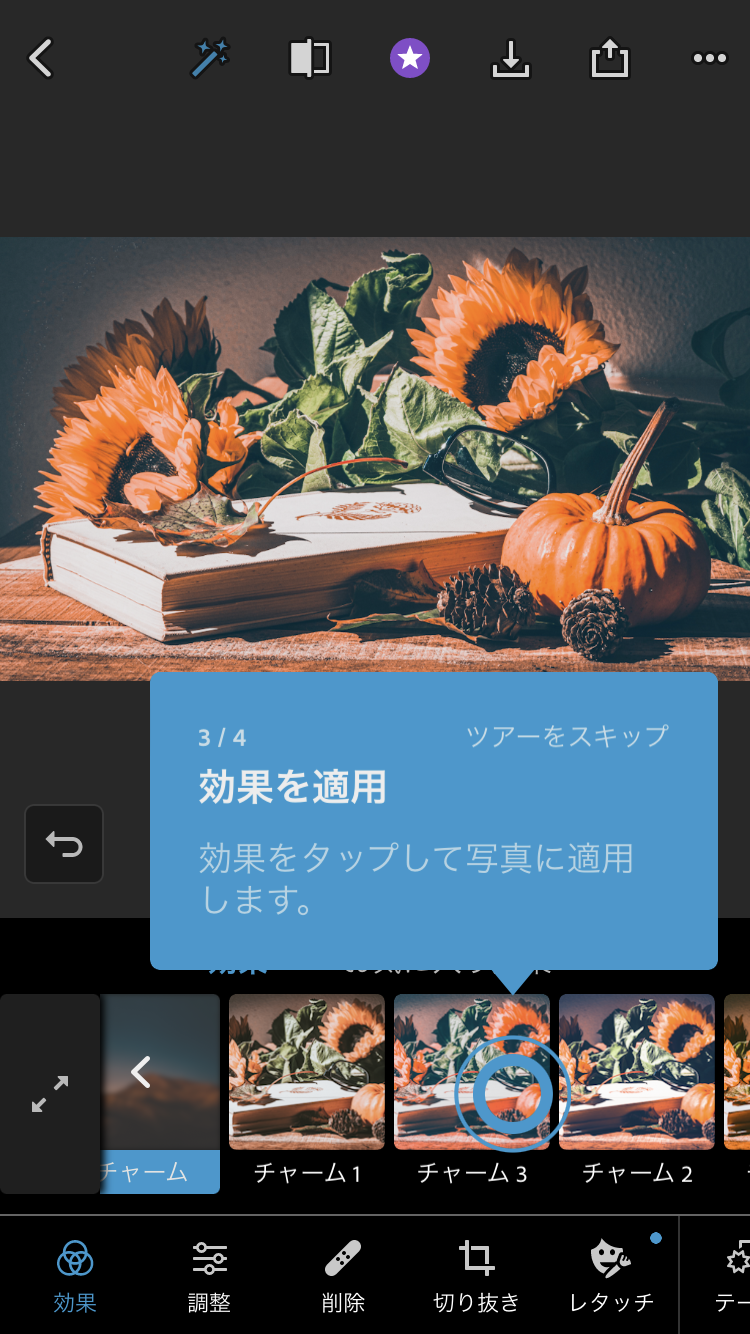 3 / 4
ツアーをスキップ
効果を適用
効果をタップして写真に適用
します。
チャーム
チャーム 1
チャーム 3
チャーム 2
効果
調整
削除
切り抜き
レタッチ
テー